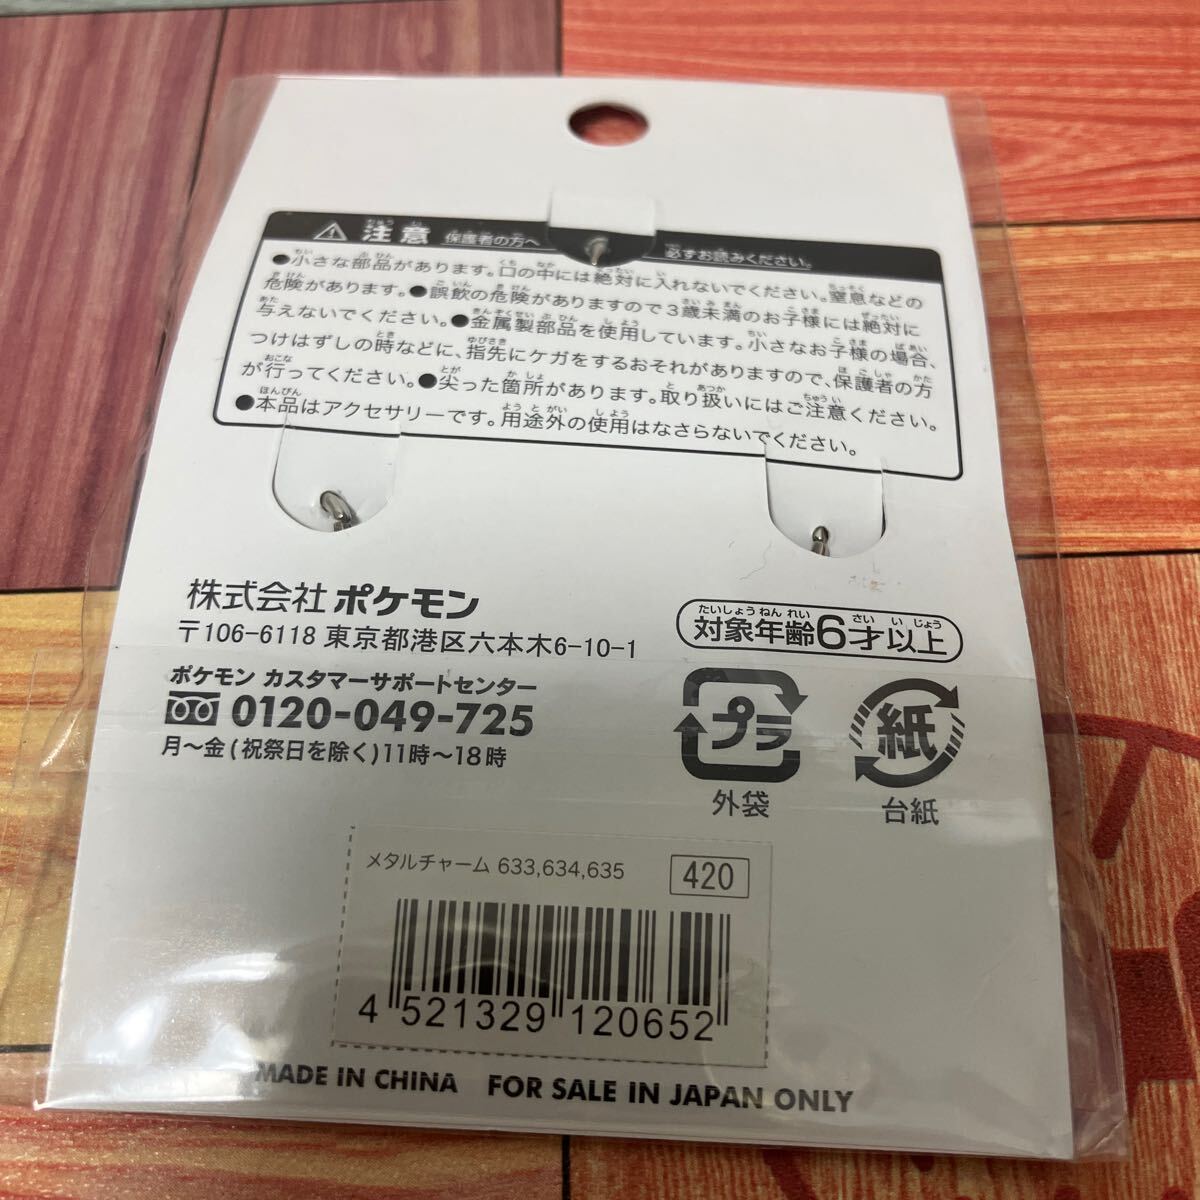 ⚠ 注意 保護者の方へ 必ずお読みください。
●小さな部品があります。口の中には絶対に入れないでください。窒息などの
危険があります。●誤飲の危険がありますので3歳未満のお子様には絶対に
与えないでください。●金属製部品を使用しています。小さなお子様の場合、
つけはずしの時などに、指先にケガをするおそれがありますので、保護者の方
が行ってください。●尖った箇所があります。取り扱いにはご注意ください。
●本品はアクセサリーです。用途外の使用はなさらないでください。
株式会社 ポケモン
〒106-6118 東京都港区六本木6-10-1
ポケモン カスタマーサポートセンター
0120-049-725
月～金(祝祭日を除く)11時～18時
たいしょうねんれい さいいじょう
対象年齢6才以上
プラ
外袋
紙
台紙
メタルチャーム 633,634,635 420
4 521329 120652
MADE IN CHINA FOR SALE IN JAPAN ONLY